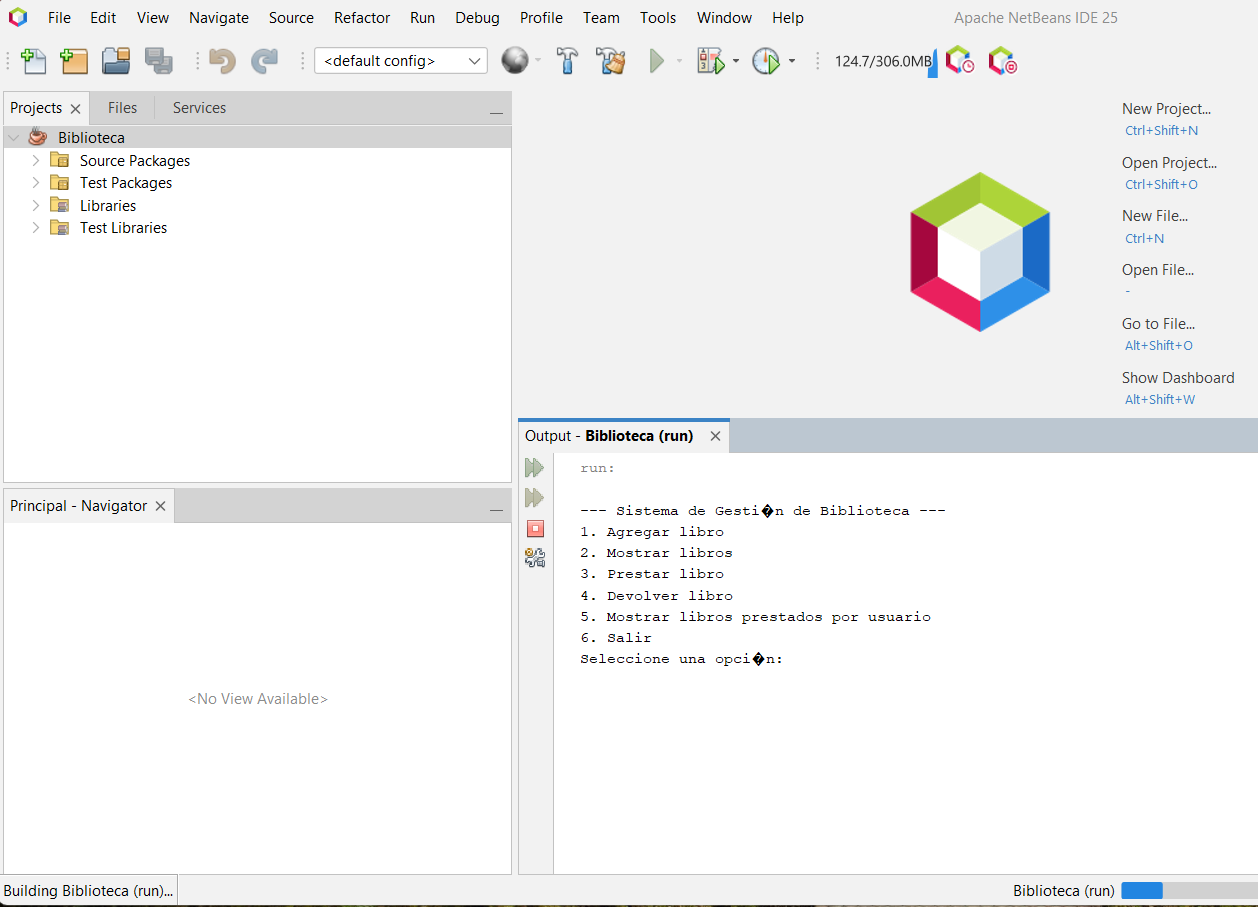 File Edit View Navigate Source Refactor Run Debug Profile Team Tools Window Help Apache NetBeans IDE 25
<default config> 124.7/306.0MB
Projects Files Services
Biblioteca
Source Packages
Test Packages
Libraries
Test Libraries
New Project...
Ctrl+Shift+N
Open Project...
Ctrl+Shift+O
New File...
Ctrl+N
Open File...
-
Go to File...
Alt+Shift+O
Show Dashboard
Alt+Shift+W
Principal - Navigator
<No View Available>
Output - Biblioteca (run)
run:
--- Sistema de Gesti�n de Biblioteca ---
1. Agregar libro
2. Mostrar libros
3. Prestar libro
4. Devolver libro
5. Mostrar libros prestados por usuario
6. Salir
Seleccione una opci�n:
Building Biblioteca (run)... Biblioteca (run)